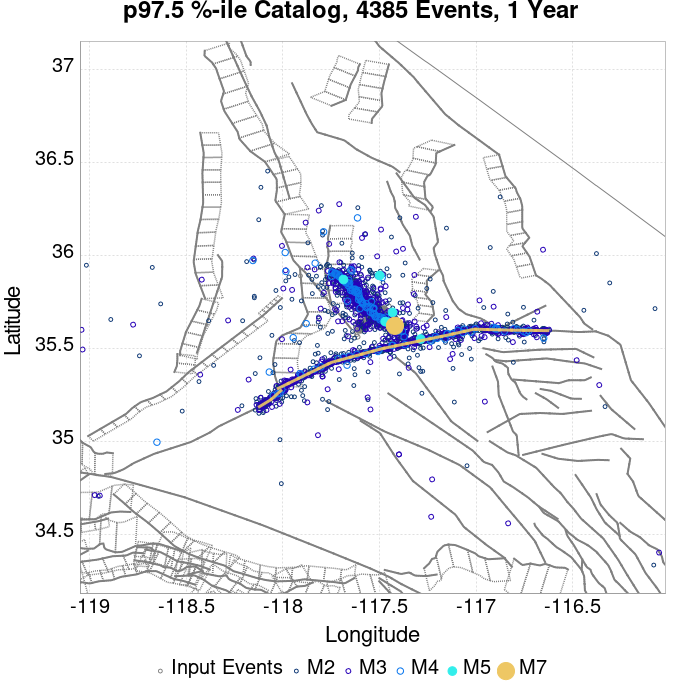 p97.5 %-ile Catalog, 4385 Events, 1 Year
37
36.5
36
35.5
35
34.5
Latitude
-119 -118.5 -118 -117.5 -117 -116.5
Longitude
Input Events M2 M3 M4 M5 M7